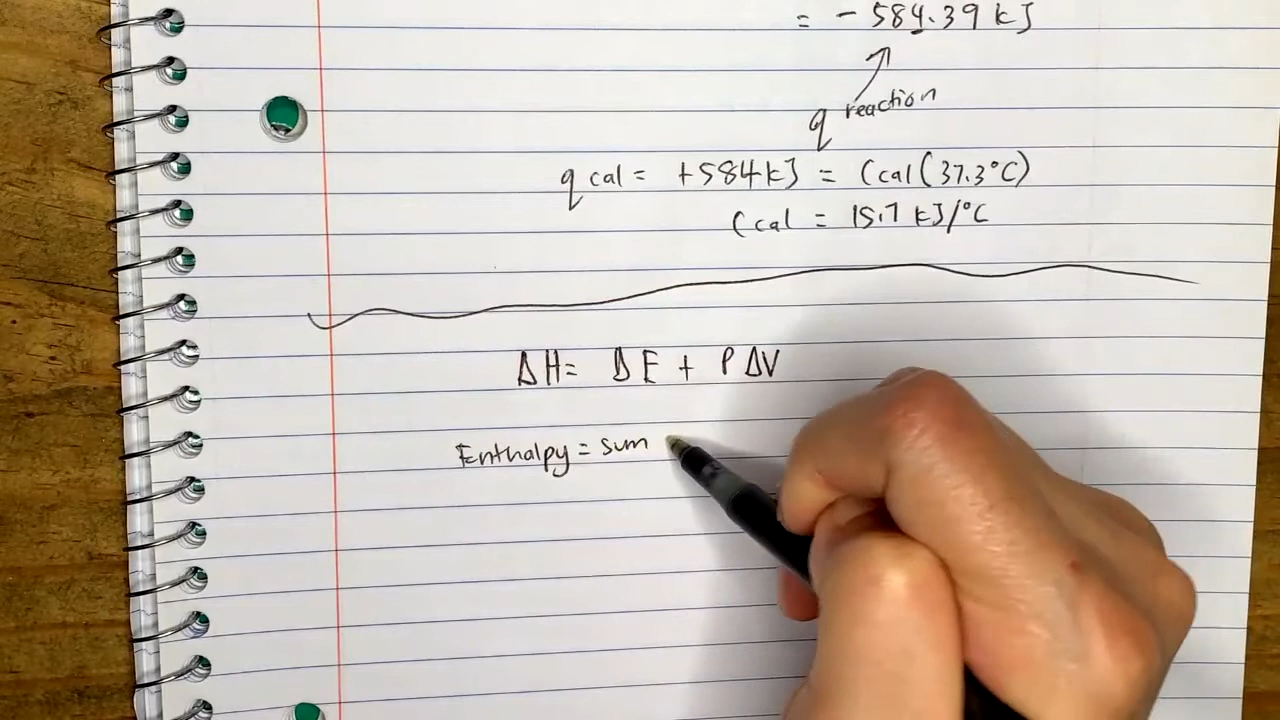 = - 584.39 kJ
q reaction
q cal = +584 kJ = Ccal (37.3°C)
Ccal = 15.7 kJ/°C
ΔH = ΔE + PΔV
Enthalpy = sum